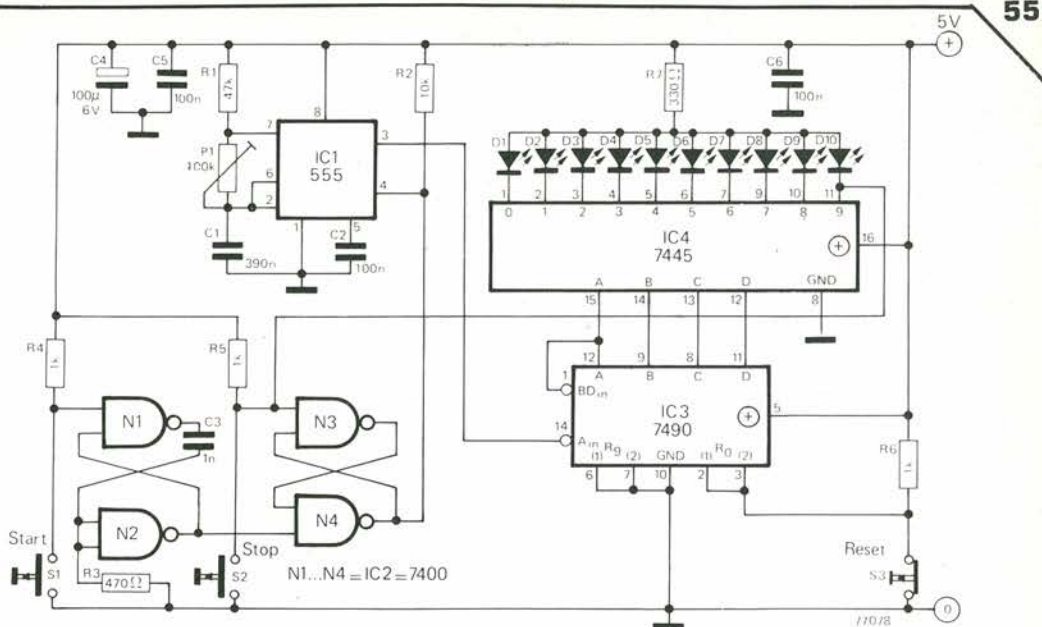 55
5V
+
C4
100µ
6V
C5
100n
R1
47k
P1
100k
8
7
6
2
IC1
555
3
4
1
5
C1
390n
C2
100n
R2
10k
R7
330Ω
C6
100n
D1 D2 D3 D4 D5 D6 D7 D8 D9 D10
1 2 3 4 5 6 7 9 10 11
0 1 2 3 4 5 6 7 8 9
IC4
7445
+
16
A B C D GND
15 14 13 12 8
R4
1k
R5
1k
12 9 8 11
A B C D
1
BDin
IC3
7490
+
5
14
Ain
R9
(1) (2)
GND
R0
(1) (2)
6 7 10 2 3
R6
1k
N1
C3
1n
N2
N3
N4
Start
S1
R3
470Ω
Stop
S2
N1...N4 = IC2 = 7400
Reset
S3
77078
0